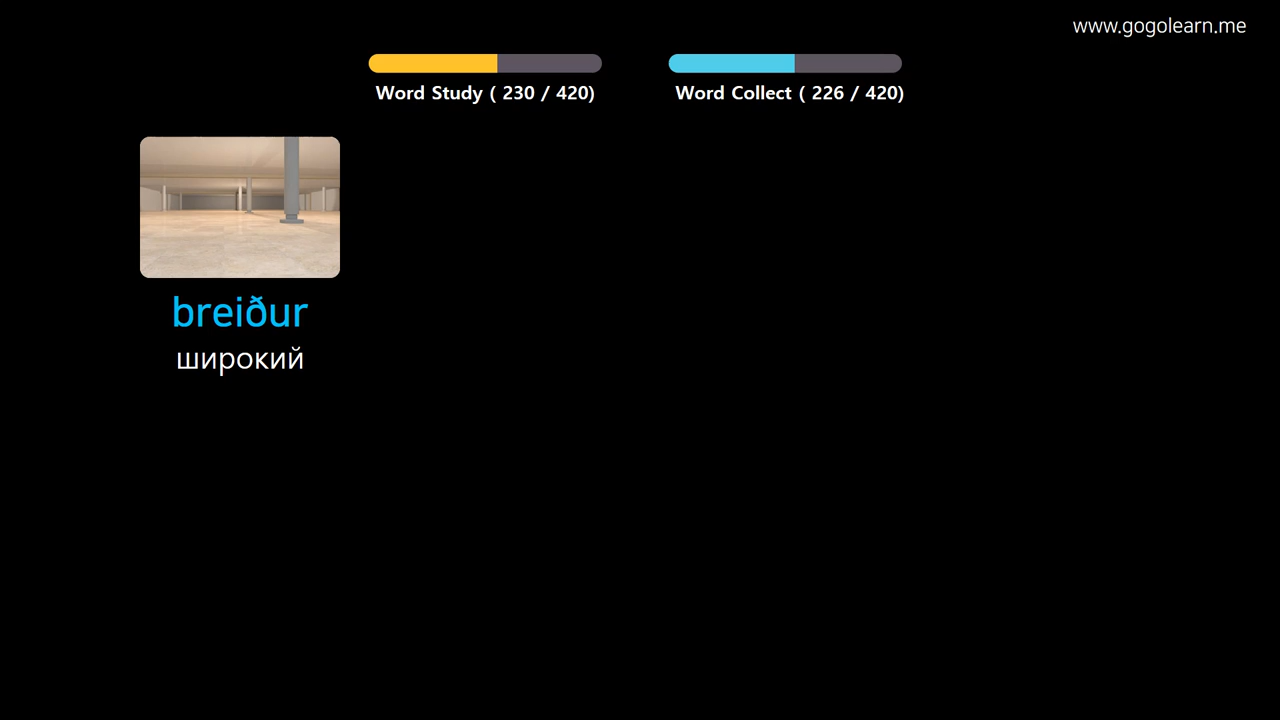 www.gogolearn.me
Word Study ( 230 / 420)
Word Collect ( 226 / 420)
breiður
широкий